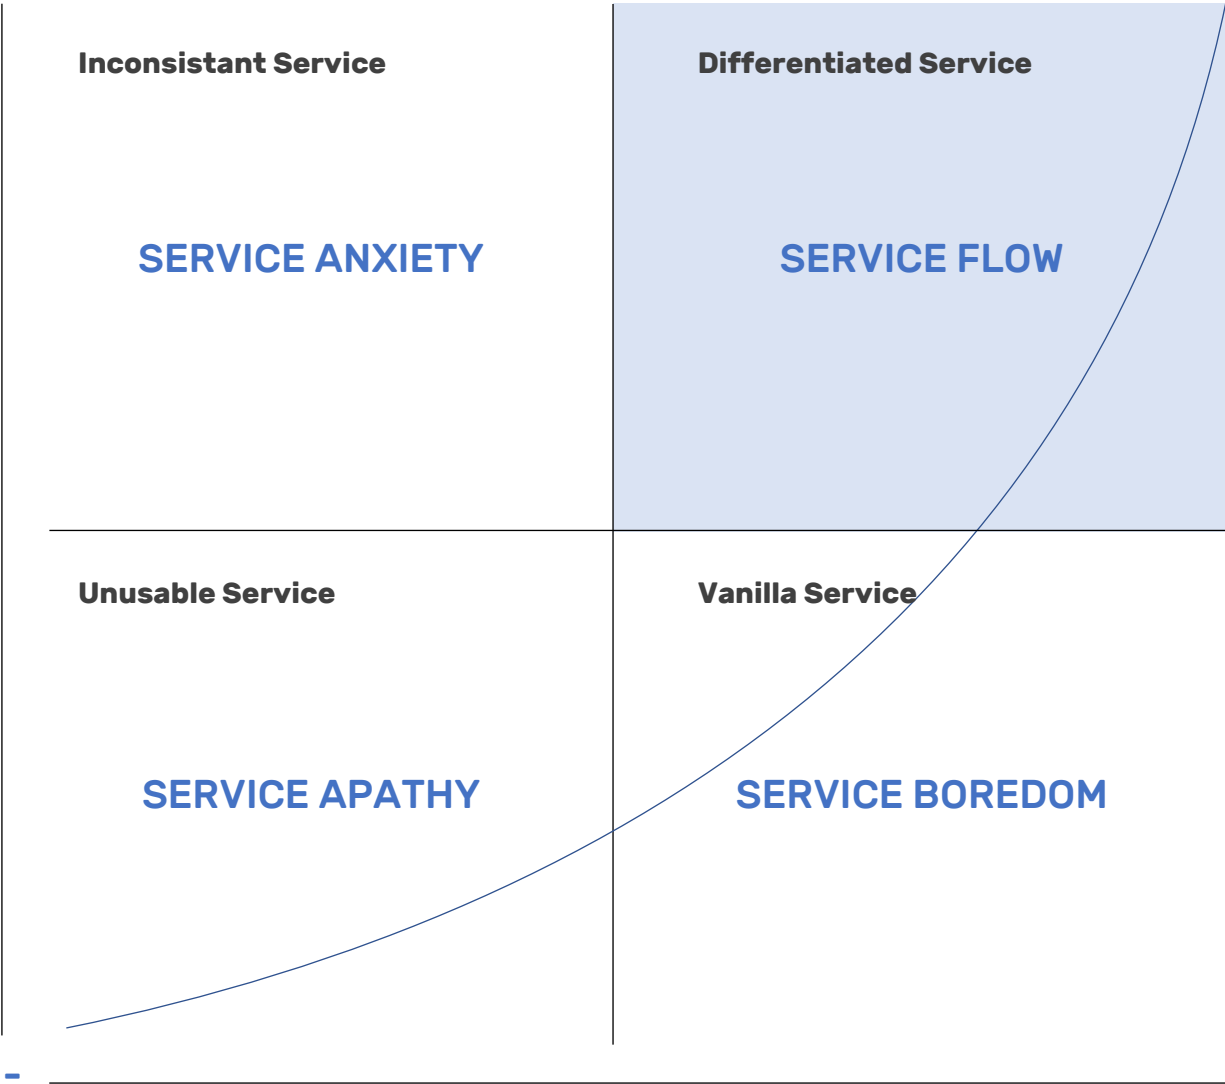 Inconsistant Service
Differentiated Service
SERVICE ANXIETY
SERVICE FLOW
Unusable Service
Vanilla Service
SERVICE APATHY
SERVICE BOREDOM
-